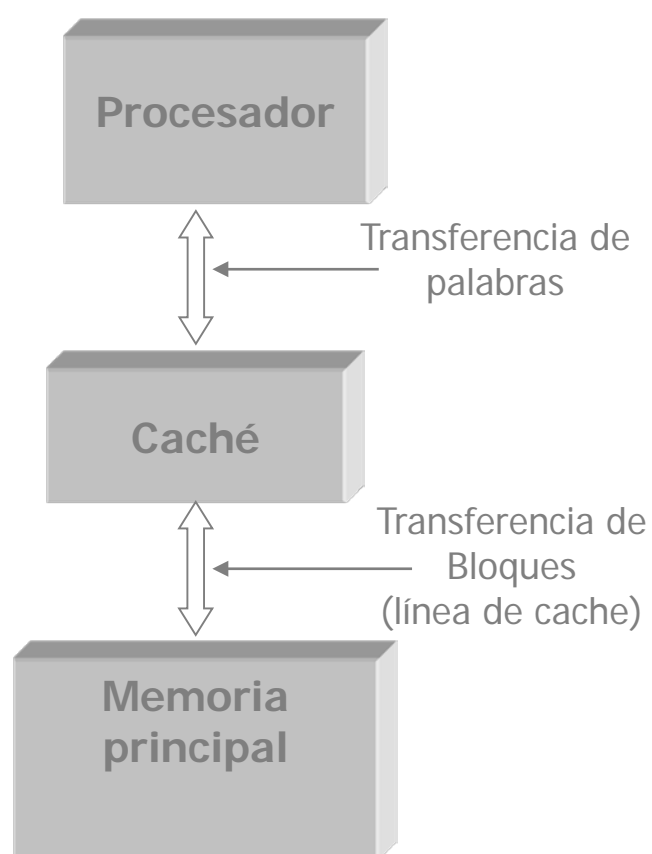 Procesador
Transferencia de
palabras
Caché
Transferencia de
Bloques
(línea de cache)
Memoria
principal